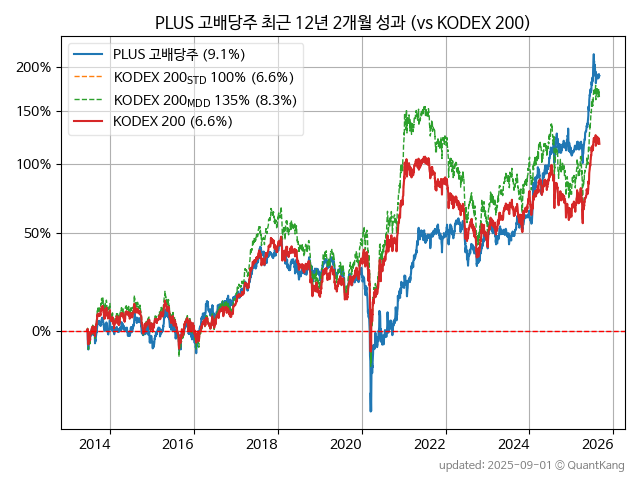 PLUS 고배당주 최근 12년 2개월 성과 (vs KODEX 200)
PLUS 고배당주 (9.1%)
KODEX 200STD 100% (6.6%)
KODEX 200MDD 135% (8.3%)
KODEX 200 (6.6%)
200%
150%
100%
50%
0%
2014 2016 2018 2020 2022 2024 2026
updated: 2025-09-01 © QuantKang